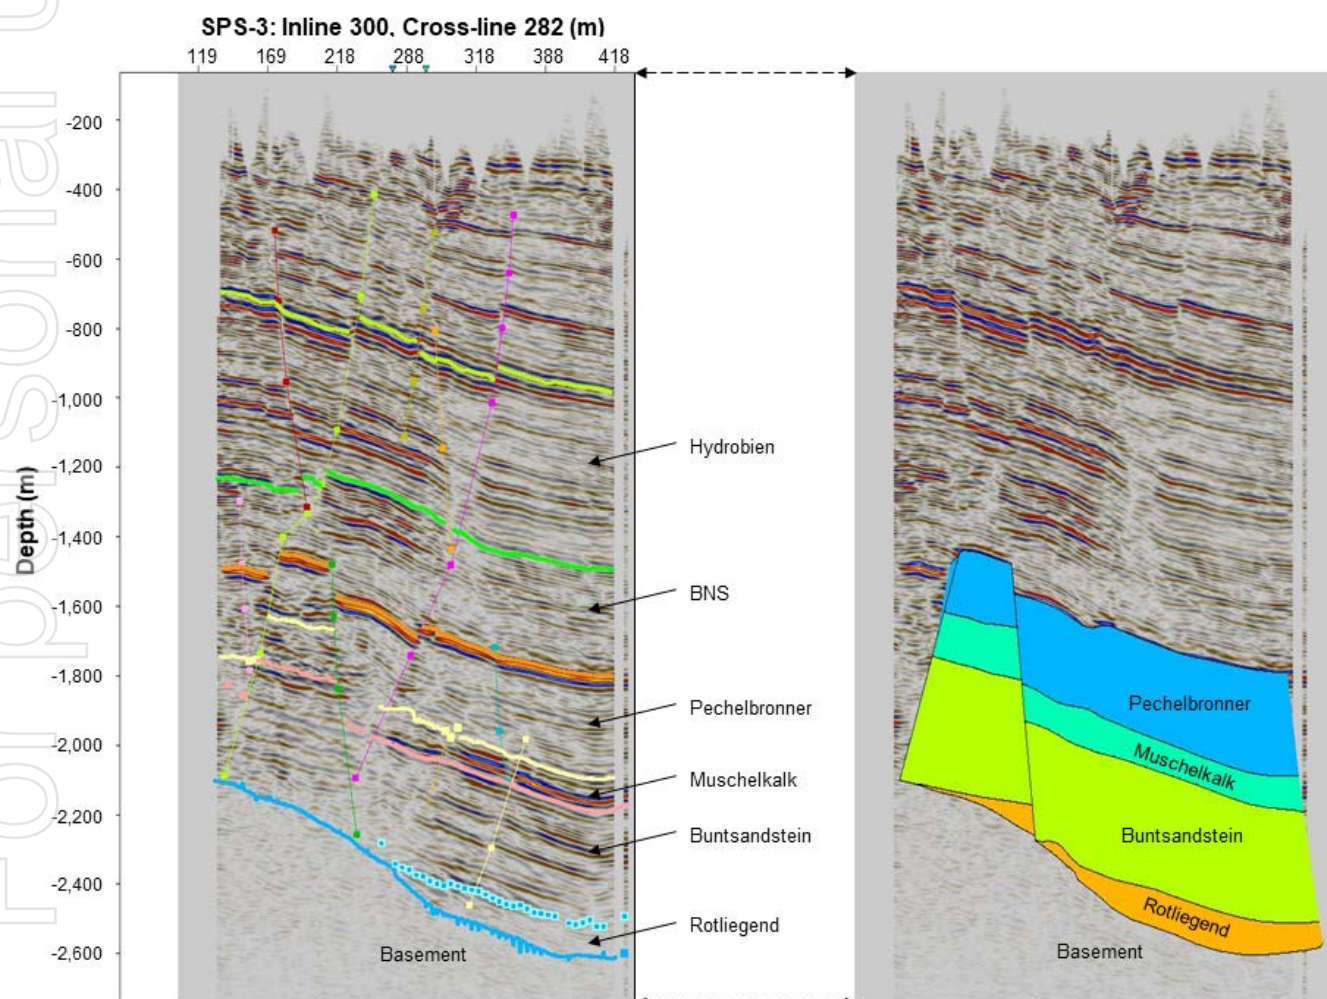 SPS-3: Inline 300, Cross-line 282 (m)
119 169 218 288 318 388 418
Depth (m)
-200
-400
-600
-800
-1,000
-1,200
-1,400
-1,600
-1,800
-2,000
-2,200
-2,400
-2,600
Hydrobien
BNS
Pechelbronner
Muschelkalk
Buntsandstein
Rotliegend
Basement
Pechelbronner
Muschelkalk
Buntsandstein
Rotliegend
Basement
For personal u